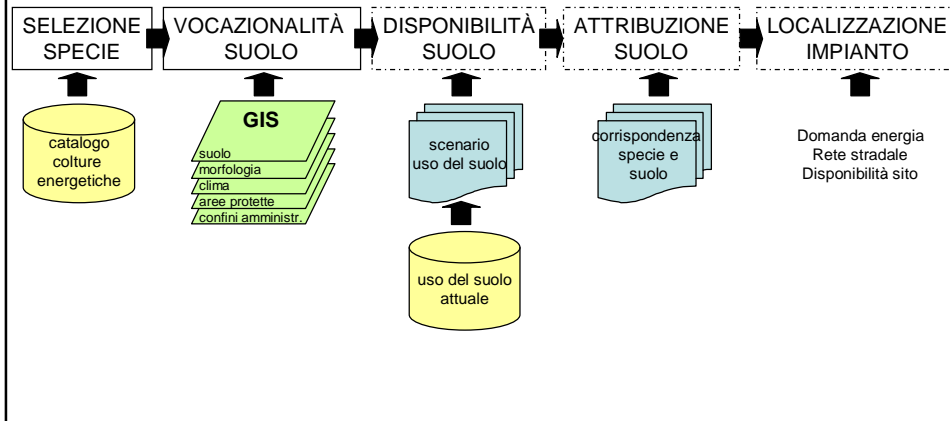 SELEZIONE
SPECIE
VOCAZIONALITÀ
SUOLO
DISPONIBILITÀ
SUOLO
ATTRIBUZIONE
SUOLO
LOCALIZZAZIONE
IMPIANTO
catalogo
colture
energetiche
GIS
suolo
morfologia
clima
aree protette
confini amministr.
scenario
uso del suolo
uso del suolo
attuale
corrispondenza
specie e
suolo
Domanda energia
Rete stradale
Disponibilità sito